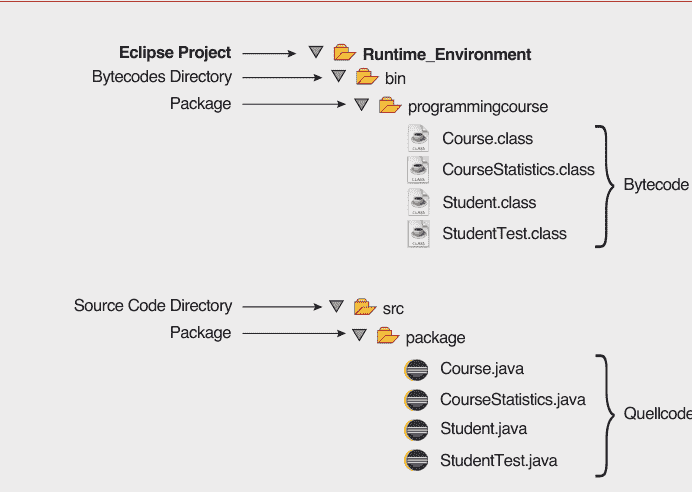 Eclipse Project Runtime_Environment
Bytecodes Directory bin
Package programmingcourse
Course.class
CourseStatistics.class
Student.class
StudentTest.class
Bytecode
Source Code Directory src
Package package
Course.java
CourseStatistics.java
Student.java
StudentTest.java
Quellcode